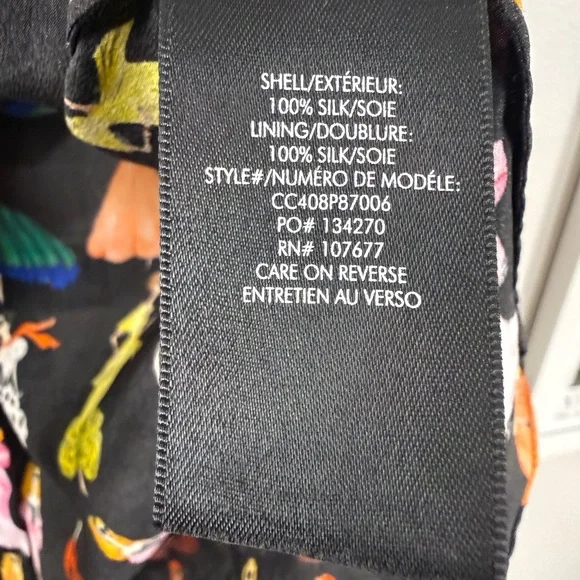 SHELL/EXTÉRIEUR:
100% SILK/SOIE
LINING/DOUBLURE:
100% SILK/SOIE
STYLE#/NUMÉRO DE MODÉLE:
CC408P87006
PO# 134270
RN# 107677
CARE ON REVERSE
ENTRETIEN AU VERSO